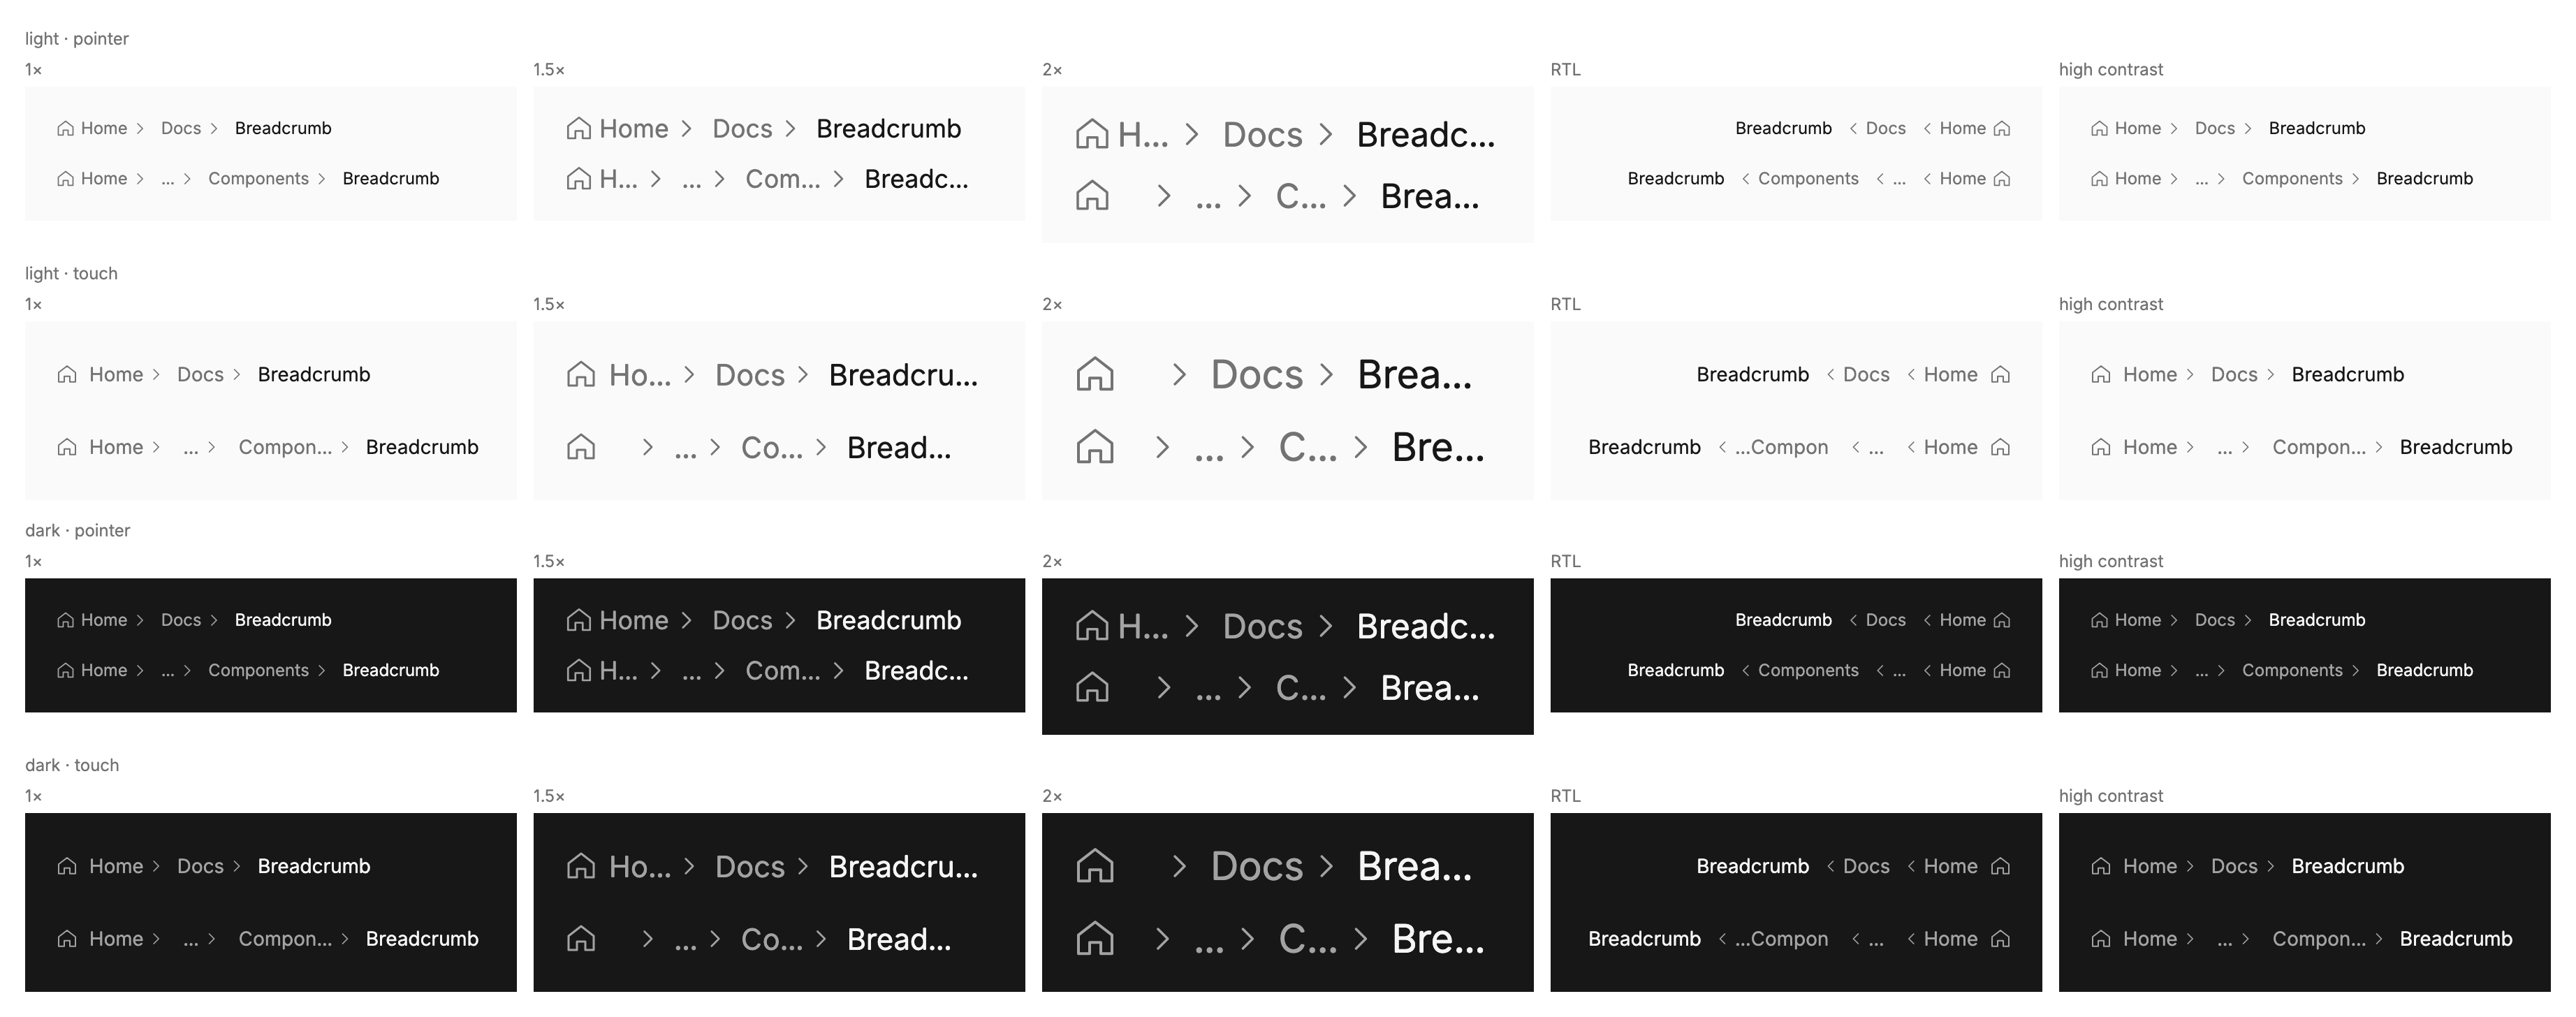 light · pointer
1× 1.5× 2× RTL high contrast
Home Docs Breadcrumb Home Docs Breadcrumb H... Docs Breadc... Breadcrumb Docs Home Home Docs Breadcrumb
Home ... Components Breadcrumb H... ... Com... Breadc... ... C... Brea... Breadcrumb Components ... Home Home ... Components Breadcrumb
light · touch
1× 1.5× 2× RTL high contrast
Home Docs Breadcrumb Ho... Docs Breadcru... Docs Brea... Breadcrumb Docs Home Home Docs Breadcrumb
Home ... Compon... Breadcrumb ... Co... Bread... ... C... Bre... Breadcrumb ...Compon ... Home Home ... Compon... Breadcrumb
dark · pointer
1× 1.5× 2× RTL high contrast
Home Docs Breadcrumb Home Docs Breadcrumb H... Docs Breadc... Breadcrumb Docs Home Home Docs Breadcrumb
Home ... Components Breadcrumb H... ... Com... Breadc... ... C... Brea... Breadcrumb Components ... Home Home ... Components Breadcrumb
dark · touch
1× 1.5× 2× RTL high contrast
Home Docs Breadcrumb Ho... Docs Breadcru... Docs Brea... Breadcrumb Docs Home Home Docs Breadcrumb
Home ... Compon... Breadcrumb ... Co... Bread... ... C... Bre... Breadcrumb ...Compon ... Home Home ... Compon... Breadcrumb